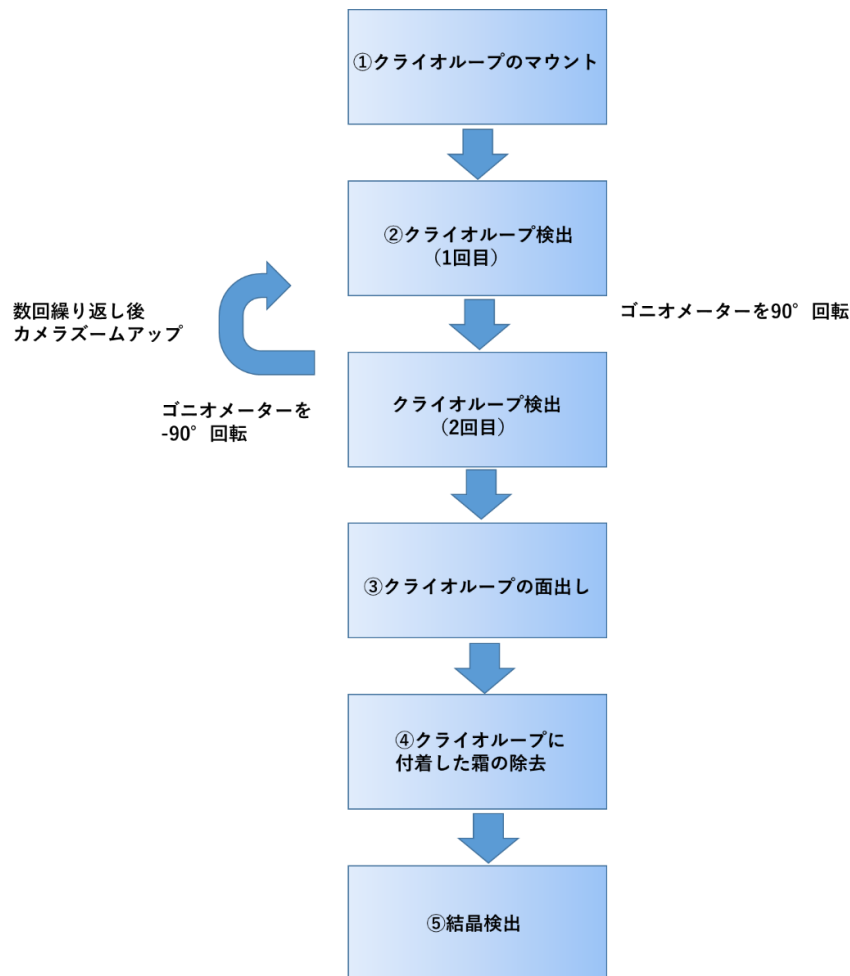 ①クライオループのマウント
②クライオループ検出
（1回目）
数回繰り返し後
カメラズームアップ
ゴニオメーターを90°回転
ゴニオメーターを
-90°回転
クライオループ検出
（2回目）
③クライオループの面出し
④クライオループに
付着した霜の除去
⑤結晶検出